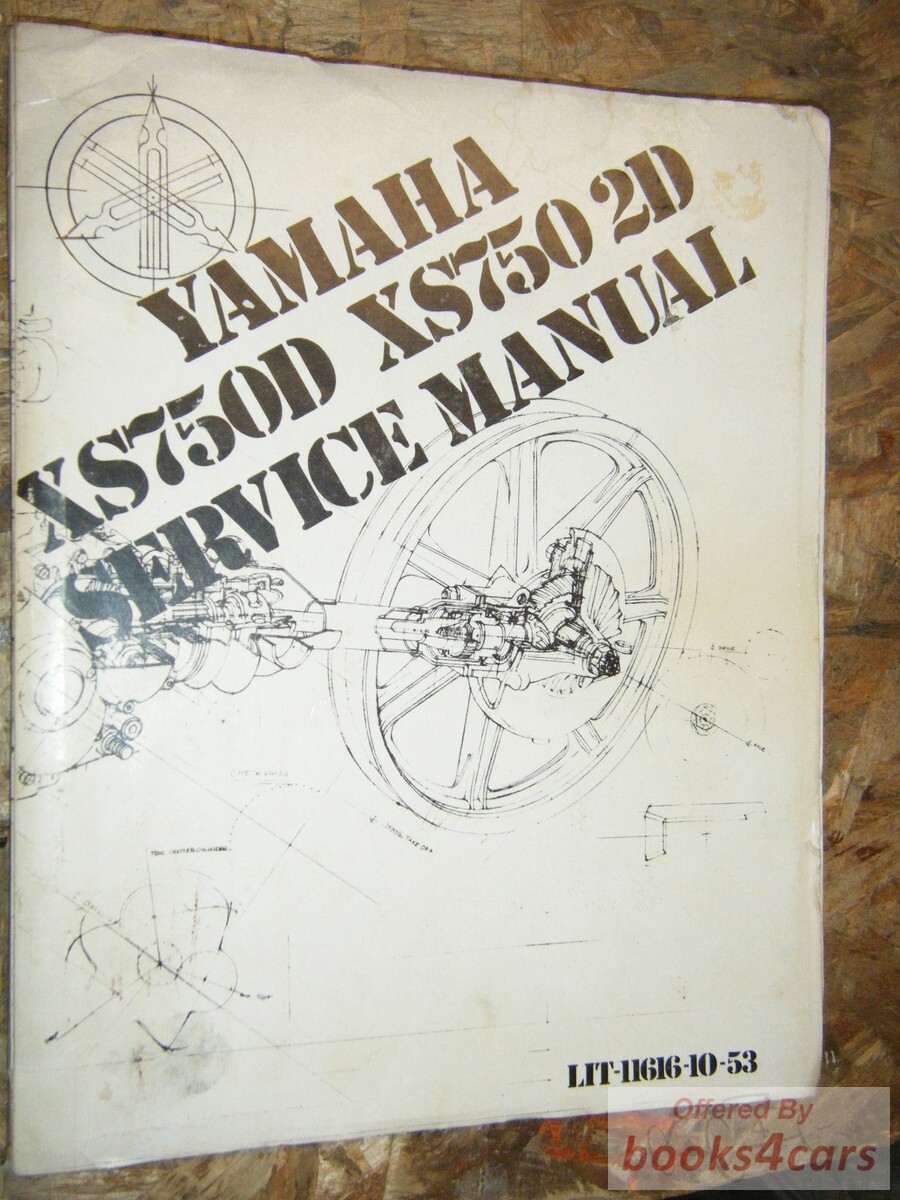 YAMAHA
XS750D XS750 2D
SERVICE MANUAL
LIT-11616-10-53
Offered By
books4cars